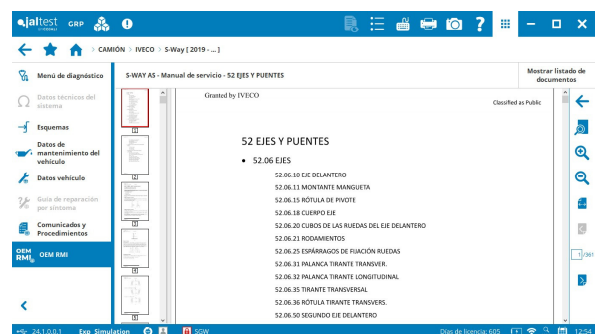 jaltest GRP
CAMIÓN > IVECO > S-Way [ 2019 - ... ]
Menú de diagnóstico
Datos técnicos del
sistema
Esquemas
Datos de
mantenimiento del
vehículo
Datos vehículo
Guía de reparación
por síntoma
Comunicados y
Procedimientos
OEM RMI OEM RMI
S-WAY AS - Manual de servicio - 52 EJES Y PUENTES
Mostrar listado de
documentos
1
2
3
4
5
Granted by IVECO
Classified as Public
52 EJES Y PUENTES
• 52.06 EJES
52.06.10 EJE DELANTERO
52.06.11 MONTANTE MANGUETA
52.06.15 RÓTULA DE PIVOTE
52.06.18 CUERPO EJE
52.06.20 CUBOS DE LAS RUEDAS DEL EJE DELANTERO
52.06.21 RODAMIENTOS
52.06.25 ESPÁRRAGOS DE FIJACIÓN RUEDAS
52.06.31 PALANCA TIRANTE TRANSVER.
52.06.32 PALANCA TIRANTE LONGITUDINAL
52.06.35 TIRANTE TRANSVERSAL
52.06.36 RÓTULA TIRANTE TRANSVERS.
52.06.50 SEGUNDO EJE DELANTERO
1 /361
24.1.0.0.1 Exp_Simulation SGW Días de licencia: 605 12:54